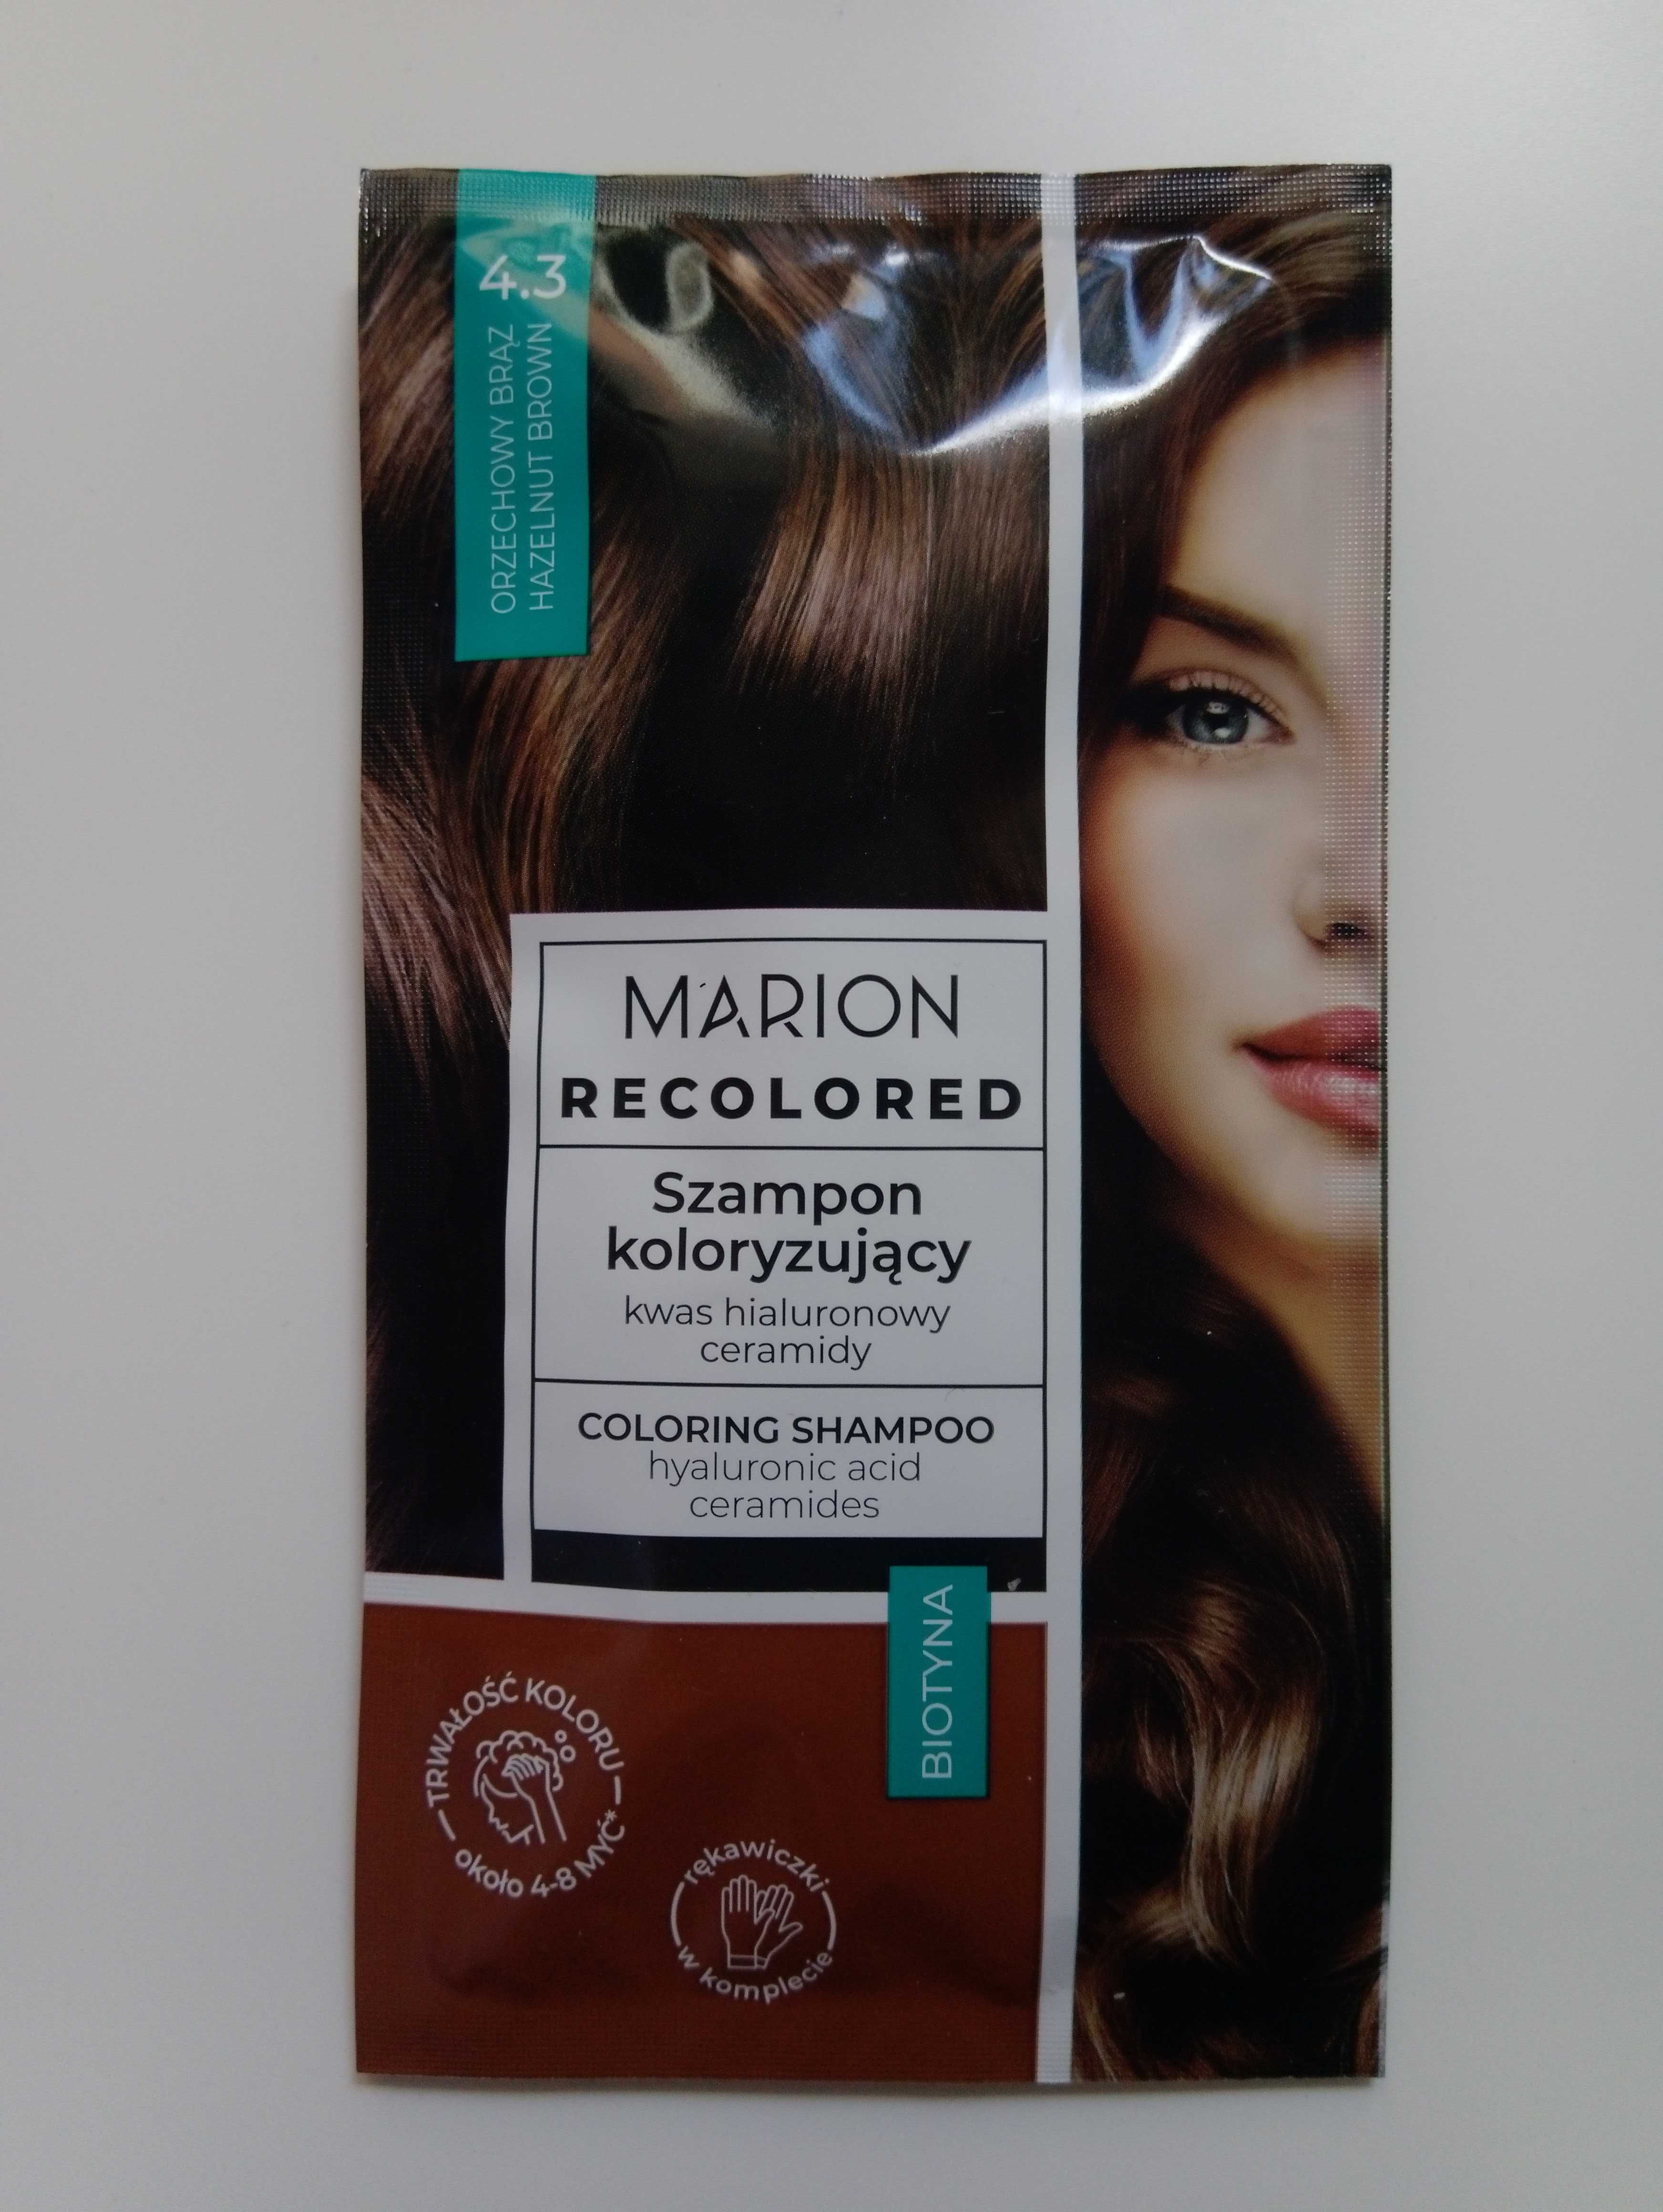 4.3
ORZECHOWY BRĄZ
HAZELNUT BROWN
MARION
RECOLORED
Szampon
koloryzujący
kwas hialuronowy
ceramidy
COLORING SHAMPOO
hyaluronic acid
ceramides
BIOTYNA
TRWAŁOŚĆ KOLORU
około 4-8 MYĆ*
rękawiczki
w komplecie